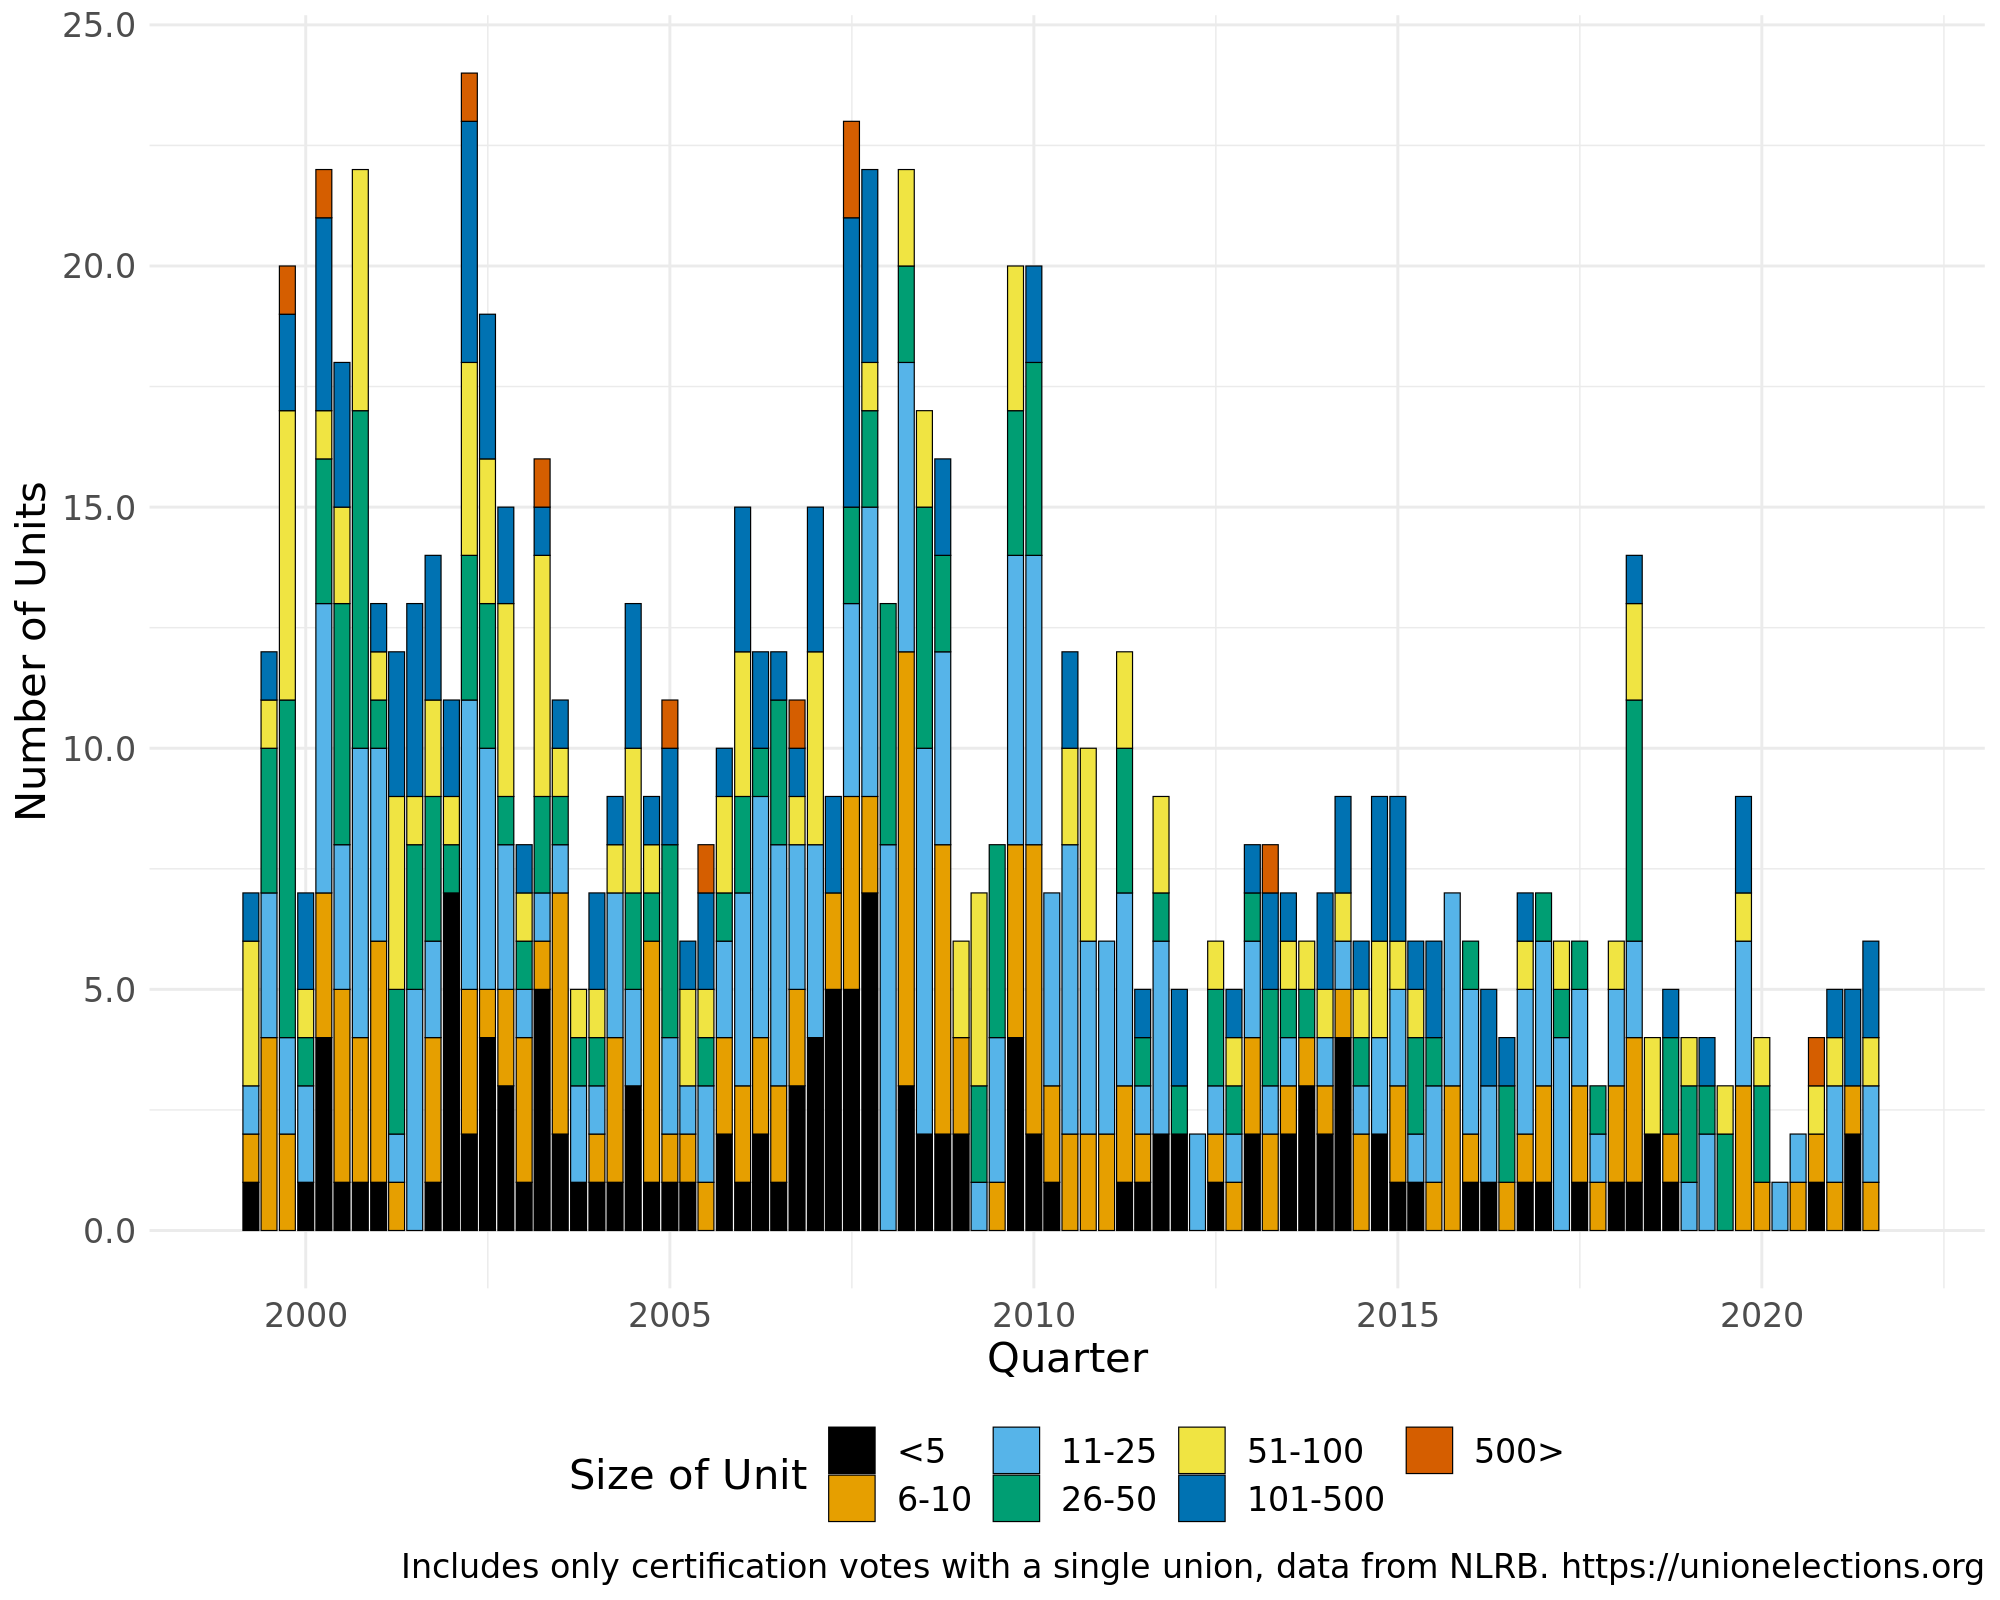 25.0
20.0
15.0
10.0
5.0
0.0
Number of Units
2000 2005 2010 2015 2020
Quarter
Size of Unit
<5 11-25 51-100 500>
6-10 26-50 101-500
Includes only certification votes with a single union, data from NLRB. https://unionelections.org